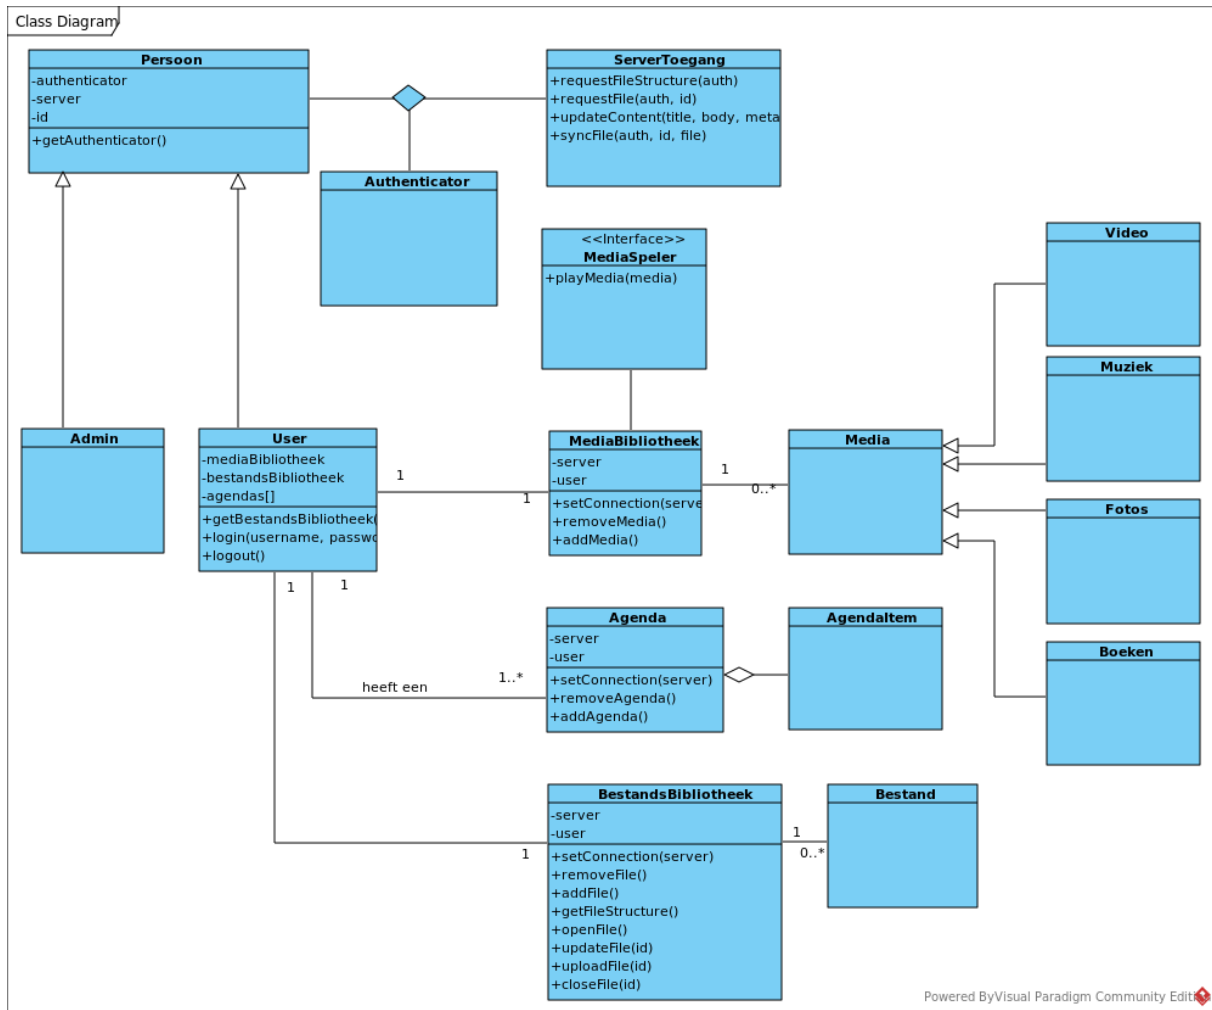 Class Diagram
Persoon
-authenticator
-server
-id
+getAuthenticator()
ServerToegang
+requestFileStructure(auth)
+requestFile(auth, id)
+updateContent(title, body, meta
+syncFile(auth, id, file)
Authenticator
<<Interface>>
MediaSpeler
+playMedia(media)
Video
Muziek
Fotos
Boeken
Admin
User
-mediaBibliotheek
-bestandsBibliotheek
-agendas[]
+getBestandsBibliotheek(
+login(username, passwo
+logout()
1
1
MediaBibliotheek
-server
-user
+setConnection(serve
+removeMedia()
+addMedia()
1
0..*
Media
1
1
heeft een
1..*
Agenda
-server
-user
+setConnection(server)
+removeAgenda()
+addAgenda()
AgendaItem
1
BestandsBibliotheek
-server
-user
+setConnection(server)
+removeFile()
+addFile()
+getFileStructure()
+openFile()
+updateFile(id)
+uploadFile(id)
+closeFile(id)
1
0..*
Bestand
Powered ByVisual Paradigm Community Edition